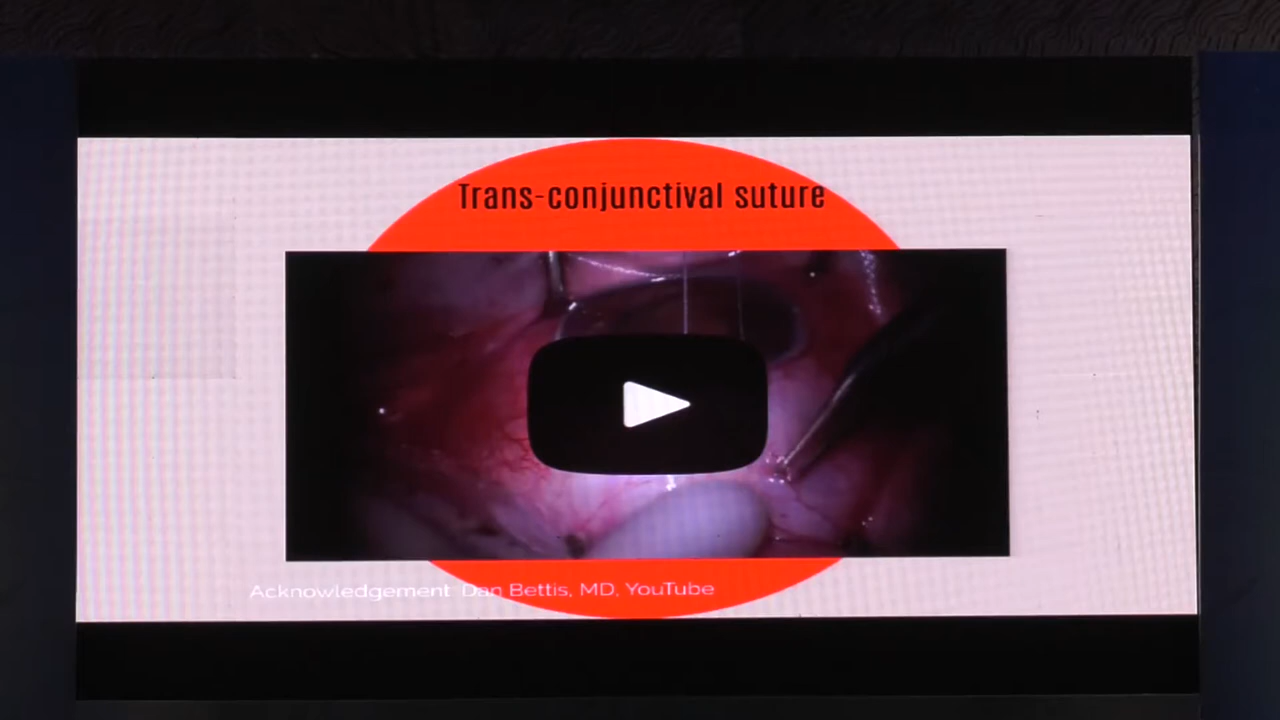 Trans-conjunctival suture
Acknowledgement Dan Bettis, MD, YouTube